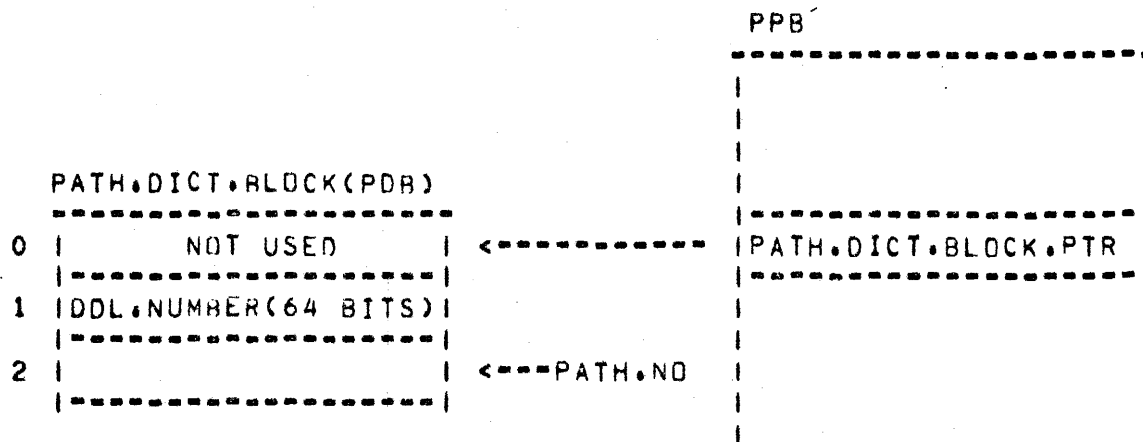 PPB
PATH.DICT.BLOCK(PDB)
0 | NOT USED | <----------- |PATH.DICT.BLOCK.PTR
1 |DDL.NUMBER(64 BITS)|
2 | | <---PATH.NO